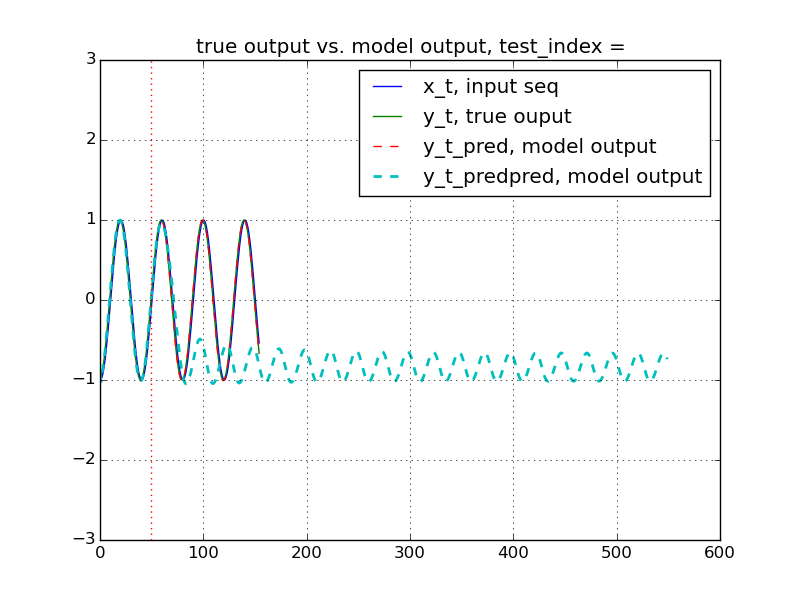 true output vs. model output, test_index =
x_t, input seq
y_t, true ouput
y_t_pred, model output
y_t_predpred, model output
3
2
1
0
−1
−2
−3
0 100 200 300 400 500 600